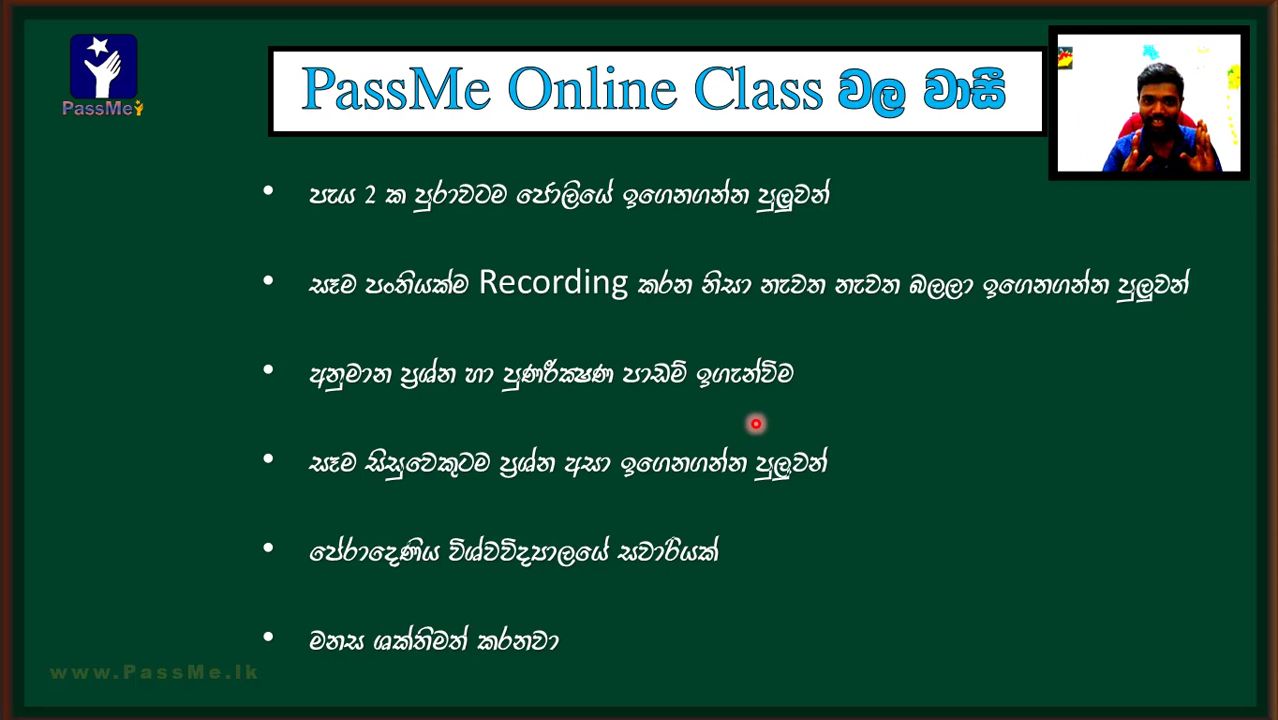 PassMe
PassMe Online Class වල වාසී
• පැය 2 ක පුරාවටම ජොලියේ ඉගෙනගන්න පුලුවන්
• සෑම පංතියක්ම Recording කරන නිසා නැවත නැවත බලලා ඉගෙනගන්න පුලුවන්
• අනුමාන ප්‍රශ්න හා පුණරීක්‍ෂණ පාඩම් ඉගැන්වීම
• සෑම සිසුවෙකුටම ප්‍රශ්න අසා ඉගෙනගන්න පුලුවන්
• පේරාදෙණිය විශ්වවිද්‍යාලයේ සවාරියක්
• මනස ශක්තිමත් කරනවා
www.PassMe.lk